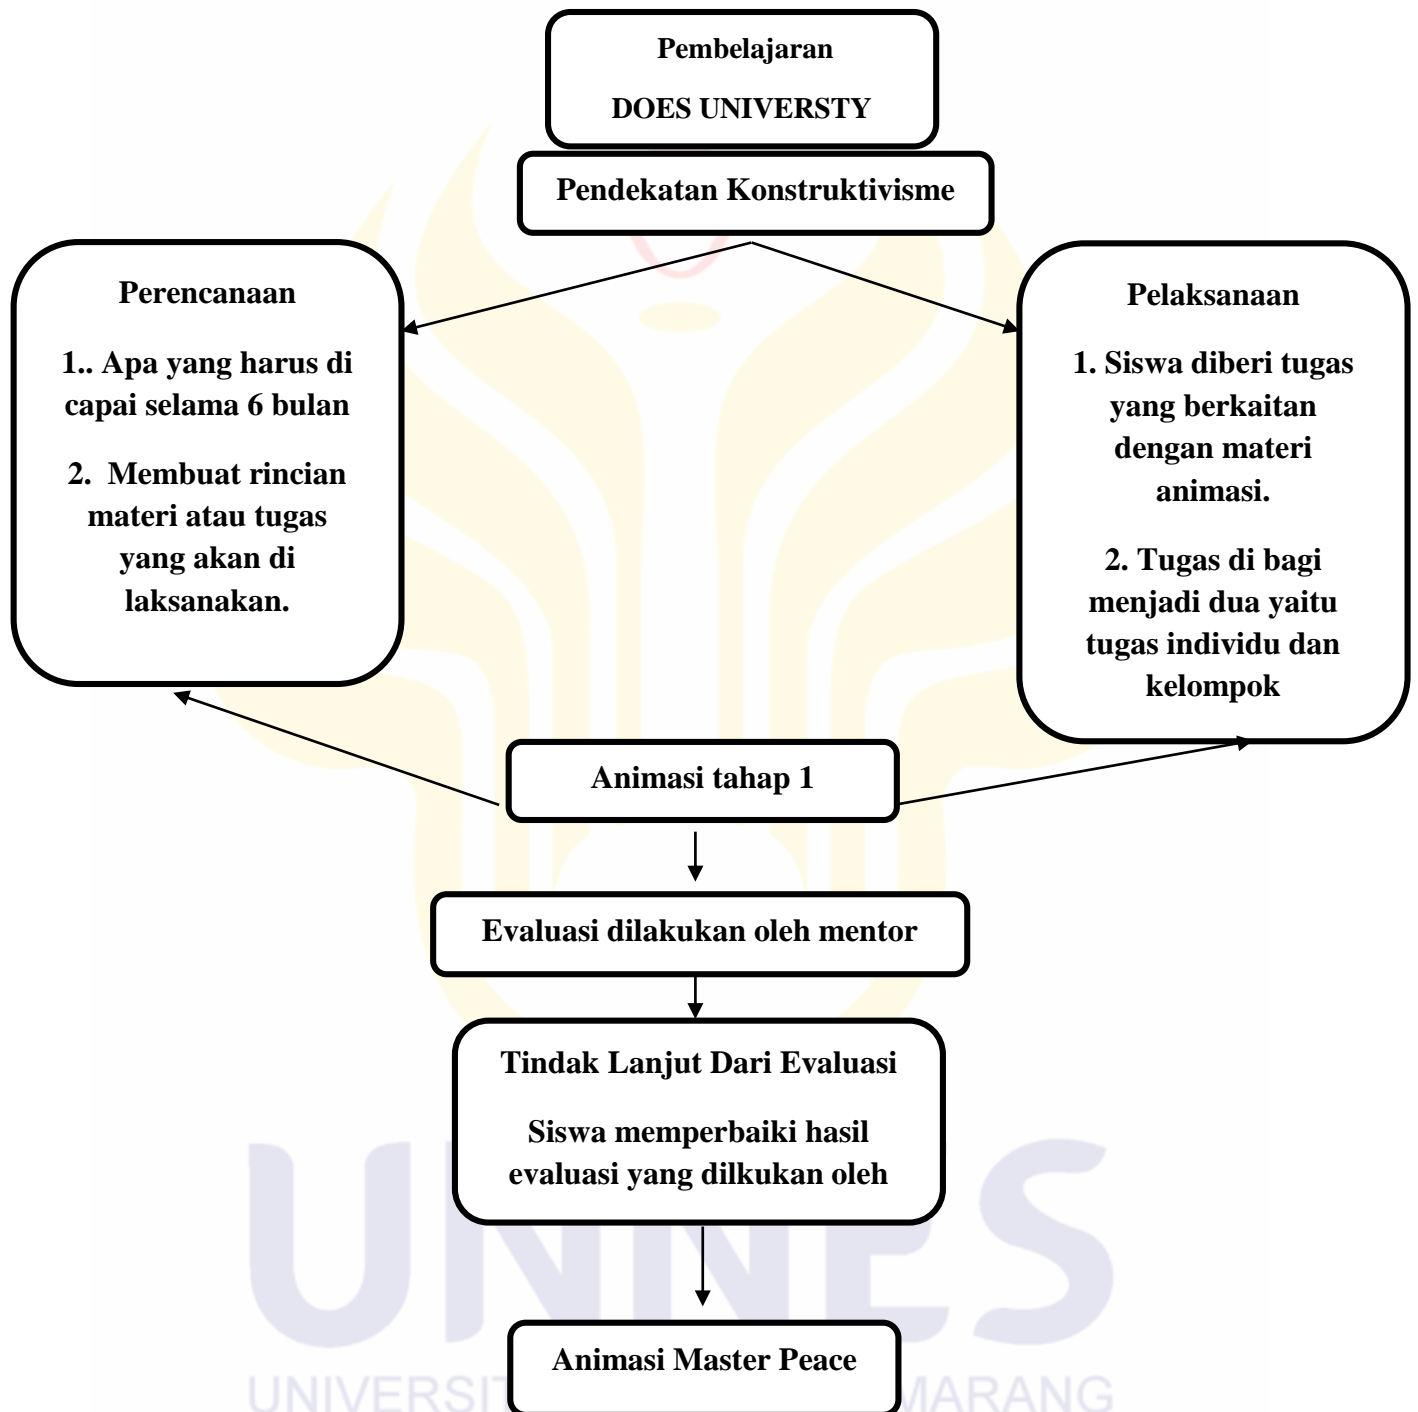 Pembelajaran
DOES UNIVERSTY
Pendekatan Konstruktivisme
Perencanaan
1.. Apa yang harus di
capai selama 6 bulan
2. Membuat rincian
materi atau tugas
yang akan di
laksanakan.
Pelaksanaan
1. Siswa diberi tugas
yang berkaitan
dengan materi
animasi.
2. Tugas di bagi
menjadi dua yaitu
tugas individu dan
kelompok
Animasi tahap 1
Evaluasi dilakukan oleh mentor
Tindak Lanjut Dari Evaluasi
Siswa memperbaiki hasil
evaluasi yang dilkukan oleh
Animasi Master Peace
UNNES